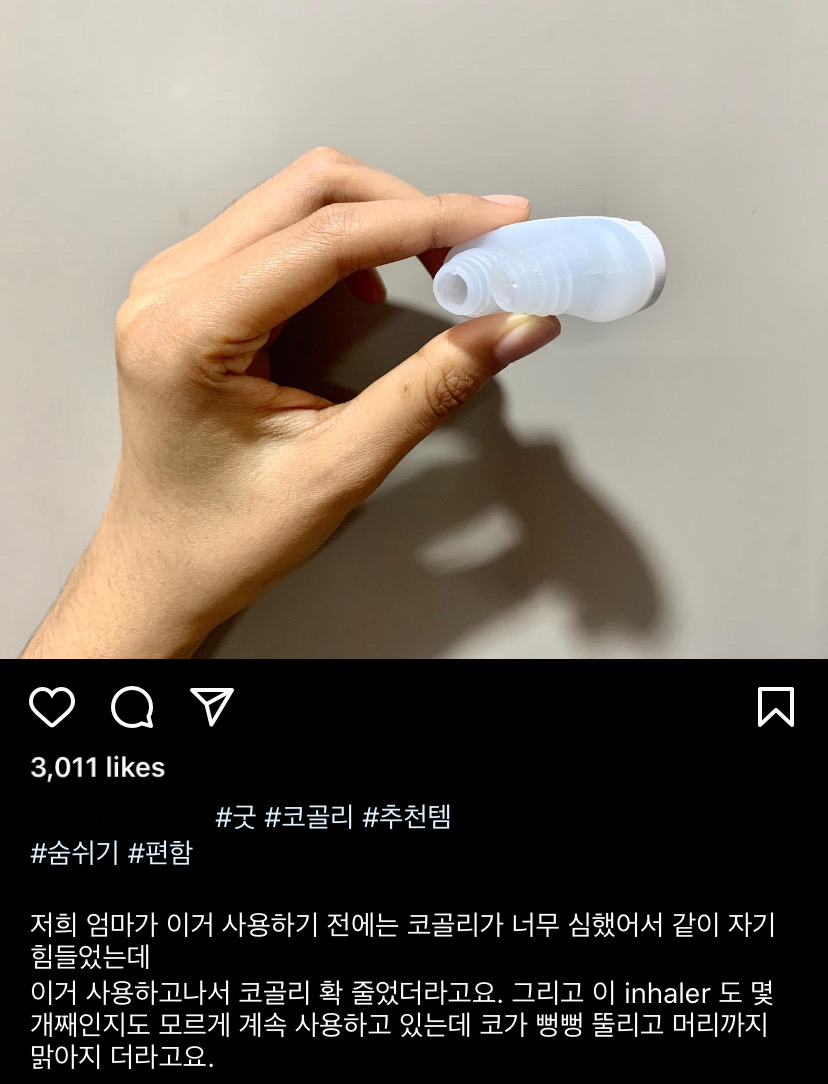 3,011 likes
#굿 #코골리 #추천템
#숨쉬기 #편함
저희 엄마가 이거 사용하기 전에는 코골리가 너무 심했어서 같이 자기
힘들었는데
이거 사용하고나서 코골리 확 줄었더라고요. 그리고 이 inhaler 도 몇
개째인지도 모르게 계속 사용하고 있는데 코가 뻥뻥 뚤리고 머리까지
맑아지 더라고요.